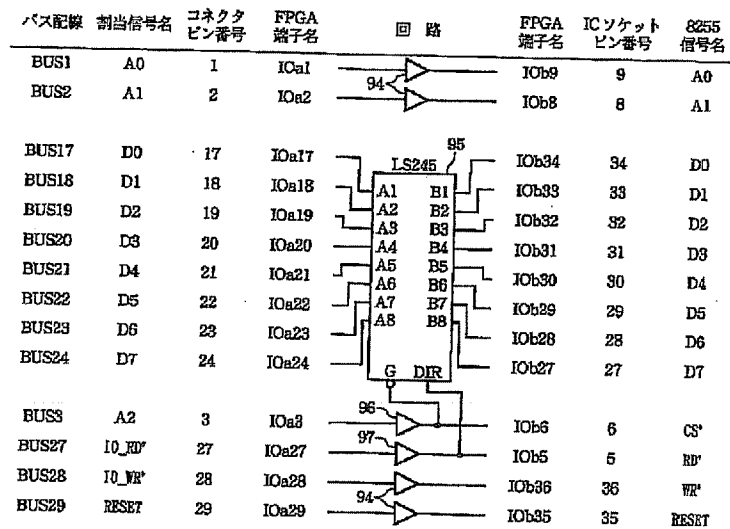 バス配線 割当信号名 コネクタピン番号 FPGA端子名 回路 FPGA端子名 ICソケットピン番号 8255信号名
BUS1 A0 1 IOa1 94 IOb9 9 A0
BUS2 A1 2 IOa2 IOb8 8 A1
95
LS245
BUS17 D0 17 IOa17 A1 B1 IOb34 34 D0
BUS18 D1 18 IOa18 A2 B2 IOb33 33 D1
BUS19 D2 19 IOa19 A3 B3 IOb32 32 D2
BUS20 D3 20 IOa20 A4 B4 IOb31 31 D3
BUS21 D4 21 IOa21 A5 B5 IOb30 30 D4
BUS22 D5 22 IOa22 A6 B6 IOb29 29 D5
BUS23 D6 23 IOa23 A7 B7 IOb28 28 D6
BUS24 D7 24 IOa24 A8 B8 IOb27 27 D7
G DIR
BUS3 A2 3 IOa3 96 IOb6 6 CS*
BUS27 IO_RD* 27 IOa27 97 IOb5 5 RD*
BUS28 IO_WR* 28 IOa28 IOb36 36 WR*
BUS29 RESET 29 IOa29 94 IOb35 35 RESET